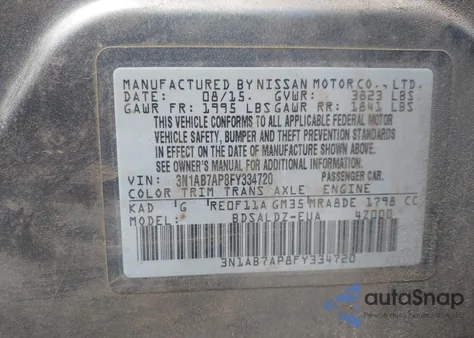 MANUFACTURED BY NISSAN MOTOR CO., LTD.
DATE: 08/15. GVWR: 3823 LBS
GAWR FR: 1995 LBS GAWR RR: 1841 LBS
THIS VEHICLE CONFORMS TO ALL APPLICABLE FEDERAL MOTOR
VEHICLE SAFETY, BUMPER AND THEFT PREVENTION STANDARDS
IN EFFECT ON THE DATE OF MANUFACTURE SHOWN ABOVE.
SEE OWNER'S MANUAL FOR ADDITIONAL INFORMATION.
VIN: 3N1AB7AP8FY334720 PASSENGER CAR.
COLOR TRIM TRANS AXLE ENGINE
KAD G RE0F11A GM35 MRA8DE 1798 CC
MODEL: BDSALDZ-EUA 47000
3N1AB7AP8FY334720
autoSnap